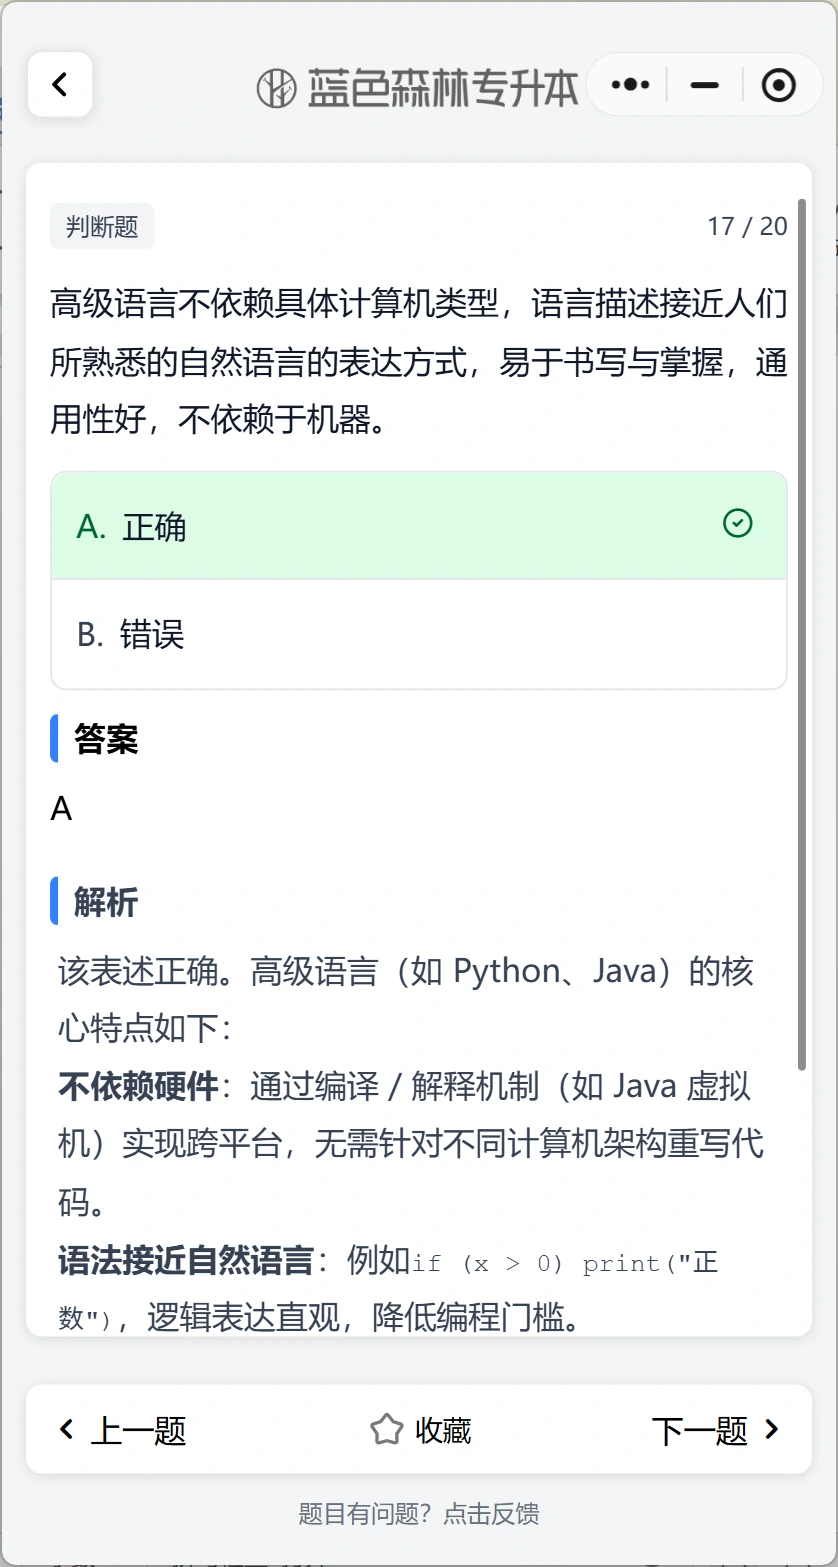 蓝色森林专升本
判断题
17 / 20
高级语言不依赖具体计算机类型，语言描述接近人们
所熟悉的自然语言的表达方式，易于书写与掌握，通
用性好，不依赖于机器。
A. 正确
B. 错误
答案
A
解析
该表述正确。高级语言（如 Python、Java）的核
心特点如下：
不依赖硬件：通过编译 / 解释机制（如 Java 虚拟
机）实现跨平台，无需针对不同计算机架构重写代
码。
语法接近自然语言：例如if (x > 0) print("正
数")，逻辑表达直观，降低编程门槛。
上一题
收藏
下一题
题目有问题？点击反馈